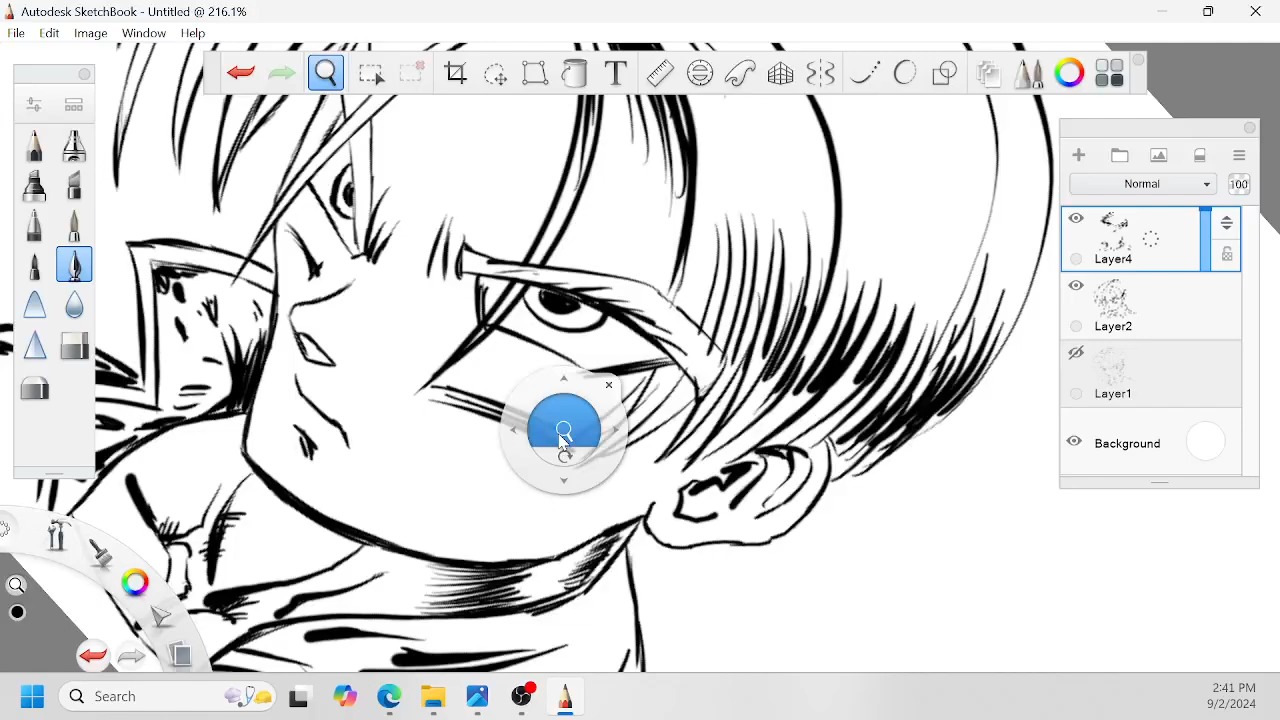 Autodesk SketchBook - Untitled @ 216.1%
File Edit Image Window Help
Normal
100
Layer4
Layer2
Layer1
Background
Search
2:41 PM
9/2/2024